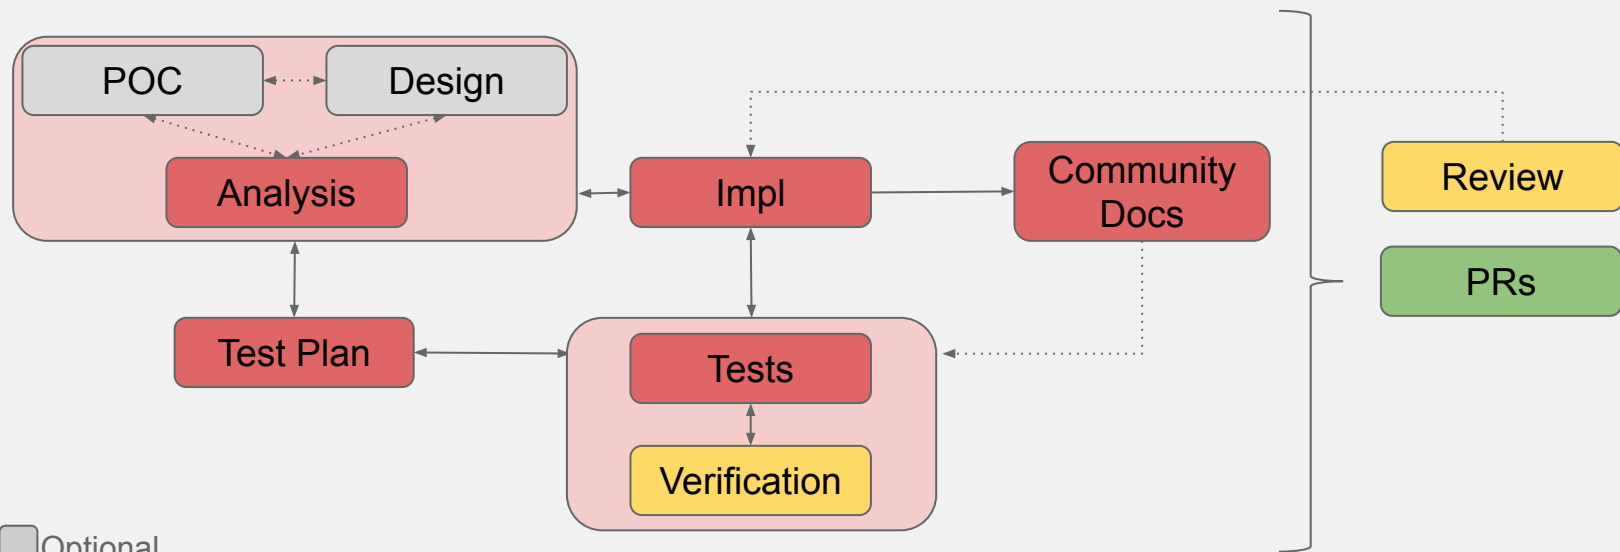 POC
Design
Analysis
Impl
Community
Docs
Review
PRs
Test Plan
Tests
Verification
Optional